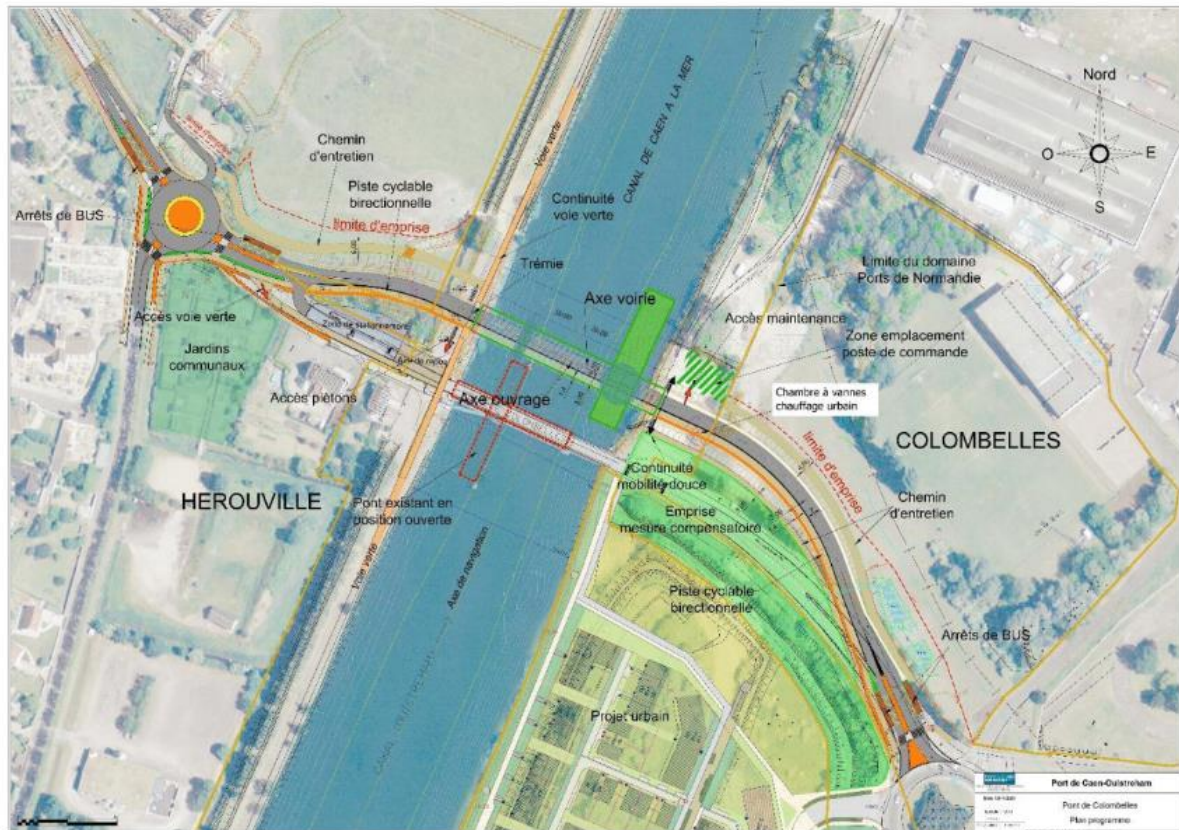 Nord
O
E
S
CANAL DE CAEN A LA MER
Voie verte
Chemin
d'entretien
Piste cyclable
bidirectionnelle
Continuité
voie verte
Arrêts de BUS
limite d'emprise
Trémie
Axe voirie
Limite du domaine
Ports de Normandie
Accès maintenance
Zone emplacement
poste de commande
Accès voie verte
Zone de stationnement
Jardins
communaux
Accès piétons
Axe ouvrage
Chambre à vannes
chauffage urbain
COLOMBELLES
limite d'emprise
HEROUVILLE
Pont existant en
position ouverte
Continuité
mobilité douce
Emprise
mesure compensatoire
Chemin
d'entretien
Voie verte
Axe de navigation
Piste cyclable
birectionnelle
Arrêts de BUS
Projet urbain
Port de Caen-Ouistreham
Pont de Colombelles
Plan programme